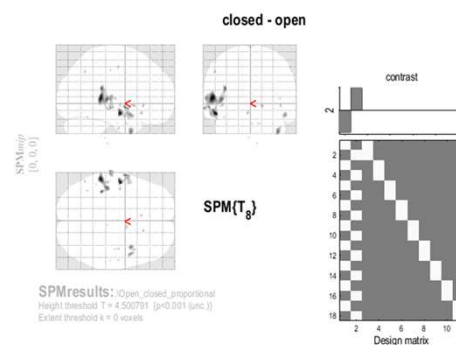 closed - open
contrast
2
SPMmip
[0, 0, 0]
<
<
<
SPM{T8}
2
4
6
8
10
12
14
16
18
2 4 6 8 10
Design matrix
SPMresults: .\Open_closed_proportional
Height threshold T = 4.500791 {p<0.001 (unc.)}
Extent threshold k = 0 voxels